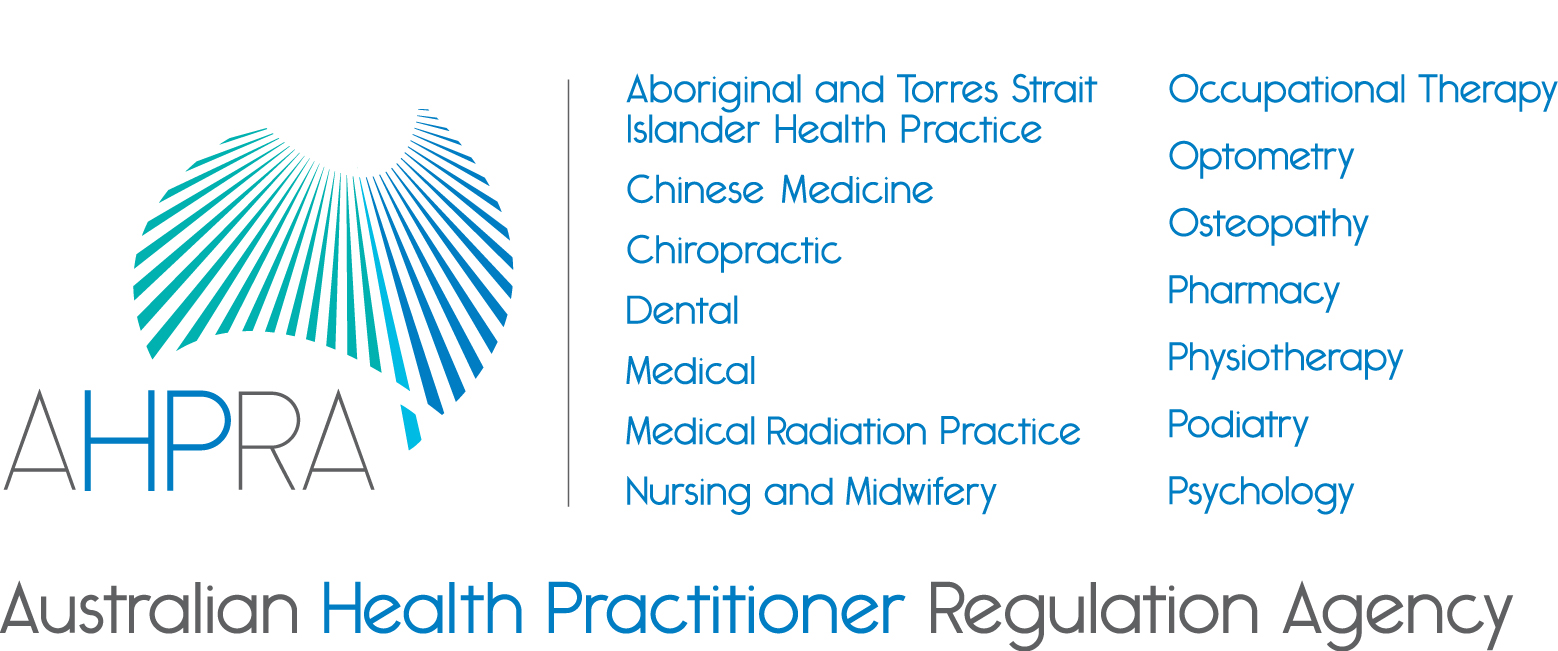 AHPRA
Aboriginal and Torres Strait
Islander Health Practice
Chinese Medicine
Chiropractic
Dental
Medical
Medical Radiation Practice
Nursing and Midwifery
Occupational Therapy
Optometry
Osteopathy
Pharmacy
Physiotherapy
Podiatry
Psychology
Australian Health Practitioner Regulation Agency